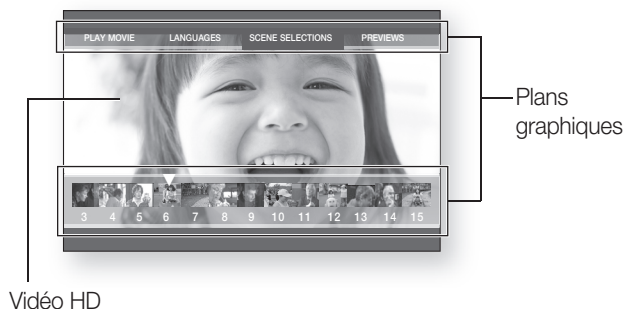 PLAY MOVIE LANGUAGES SCENE SELECTIONS PREVIEWS
Plans
graphiques
3 4 5 6 7 8 9 10 11 12 13 14 15
Vidéo HD